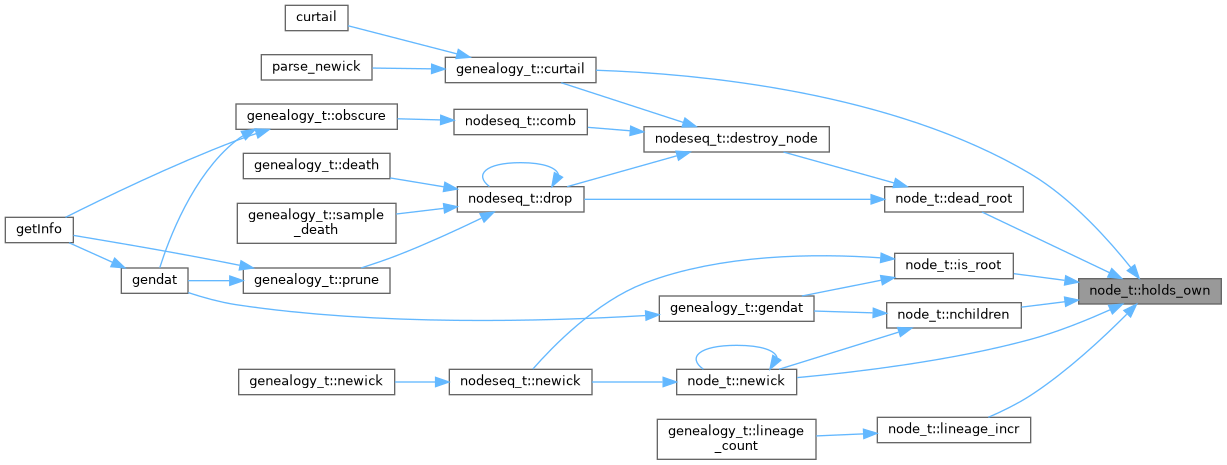 curtail
parse_newick
genealogy_t::curtail
genealogy_t::obscure
nodeseq_t::comb
nodeseq_t::destroy_node
genealogy_t::death
nodeseq_t::drop
node_t::dead_root
genealogy_t::sample
_death
getInfo
gendat
genealogy_t::prune
node_t::is_root
node_t::holds_own
genealogy_t::gendat
node_t::nchildren
genealogy_t::newick
nodeseq_t::newick
node_t::newick
genealogy_t::lineage
_count
node_t::lineage_incr